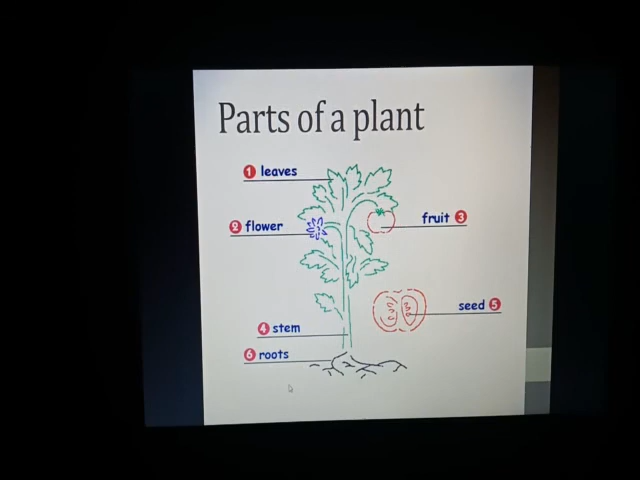 Parts of a plant
1 leaves
2 flower
fruit 3
seed 5
4 stem
6 roots